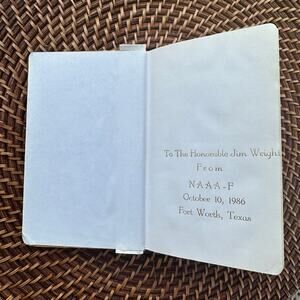 To The Honorable Jim Wright
From
NAAA-F
October 10, 1986
Fort Worth, Texas